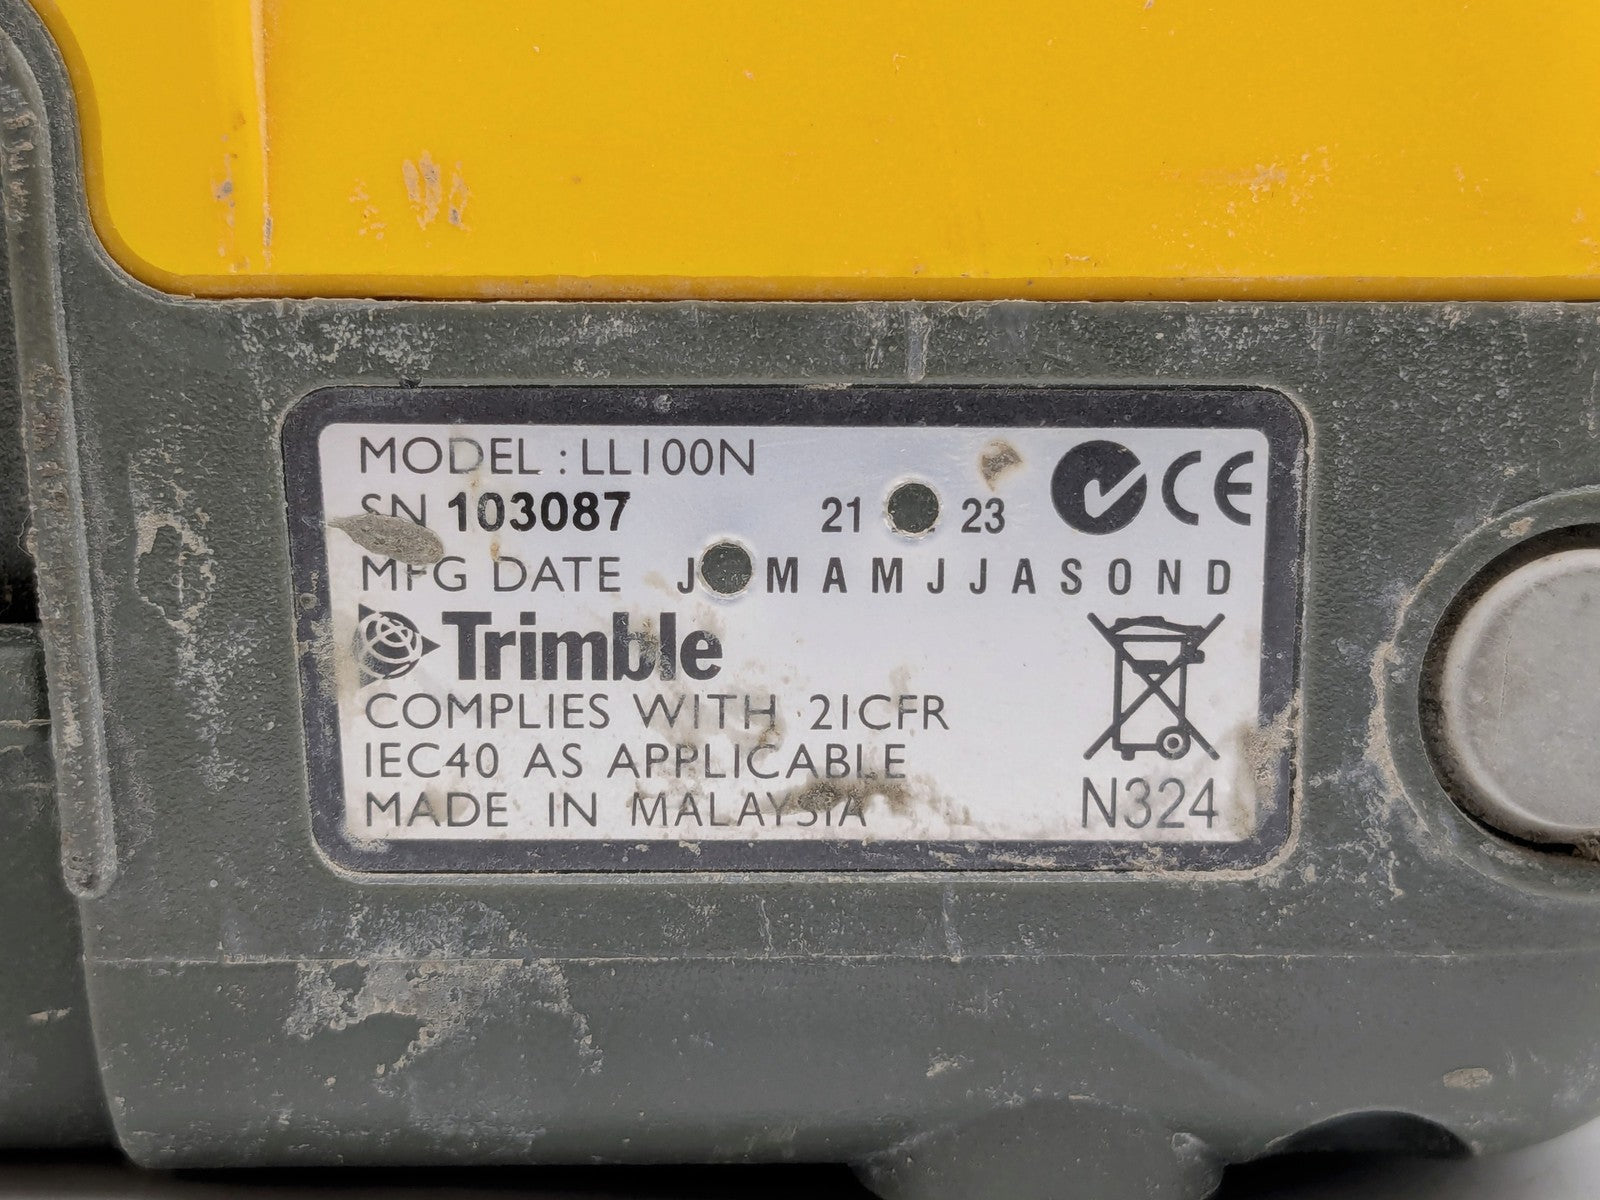 MODEL : LL100N
SN 103087 21 23 CE
MFG DATE J M A M J J A S O N D
Trimble
COMPLIES WITH 21CFR
IEC40 AS APPLICABLE
MADE IN MALAYSIA N324